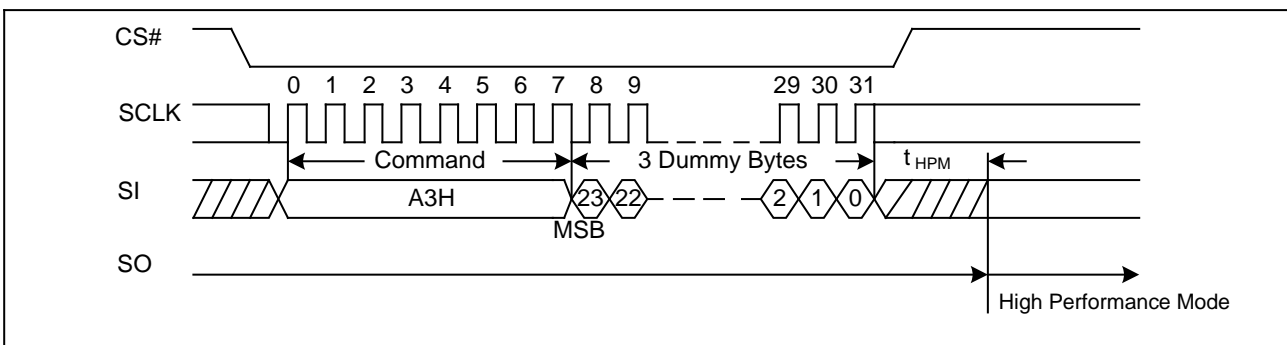 CS#
0 1 2 3 4 5 6 7 8 9 29 30 31
SCLK
Command 3 Dummy Bytes t HPM
SI A3H 23 22 2 1 0
MSB
SO
High Performance Mode